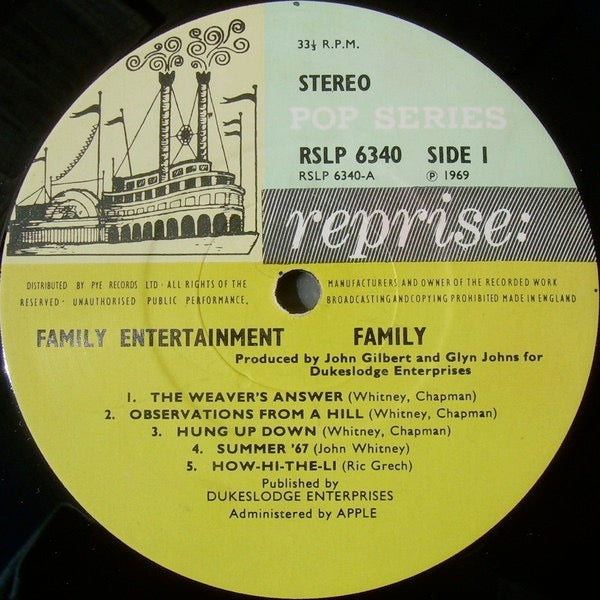 33⅓ R.P.M.
STEREO
POP SERIES
RSLP 6340 SIDE 1
RSLP 6340-A ℗ 1969
reprise:
DISTRIBUTED BY PYE RECORDS LTD · ALL RIGHTS OF THE MANUFACTURERS AND OWNER OF THE RECORDED WORK
RESERVED · UNAUTHORISED PUBLIC PERFORMANCE, BROADCASTING AND COPYING PROHIBITED MADE IN ENGLAND
FAMILY ENTERTAINMENT FAMILY
Produced by John Gilbert and Glyn Johns for
Dukeslodge Enterprises
1. THE WEAVER'S ANSWER (Whitney, Chapman)
2. OBSERVATIONS FROM A HILL (Whitney, Chapman)
3. HUNG UP DOWN (Whitney, Chapman)
4. SUMMER '67 (John Whitney)
5. HOW-HI-THE-LI (Ric Grech)
Published by
DUKESLODGE ENTERPRISES
Administered by APPLE